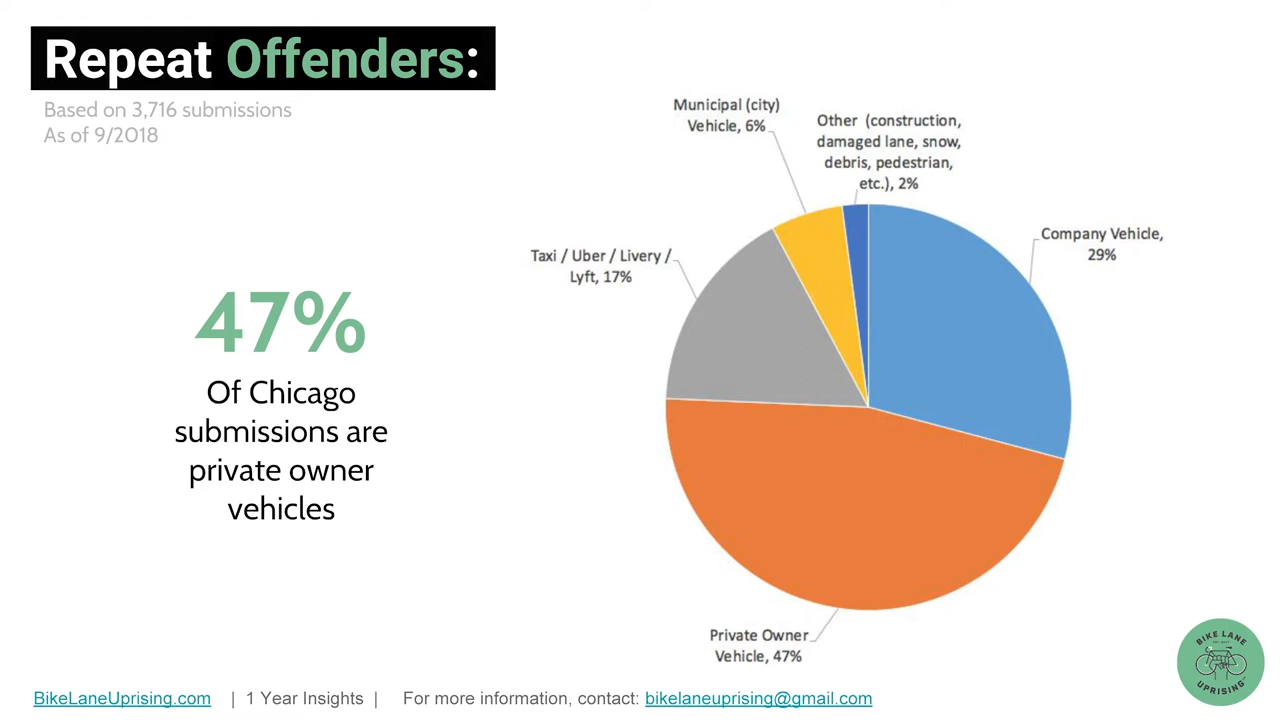 Repeat Offenders:
Based on 3,716 submissions
As of 9/2018
47%
Of Chicago
submissions are
private owner
vehicles
Municipal (city)
Vehicle, 6%
Other (construction,
damaged lane, snow,
debris, pedestrian,
etc.), 2%
Company Vehicle,
29%
Taxi / Uber / Livery /
Lyft, 17%
Private Owner
Vehicle, 47%
BIKE LANE
UPRISING
BikeLaneUprising.com | 1 Year Insights | For more information, contact: bikelaneuprising@gmail.com